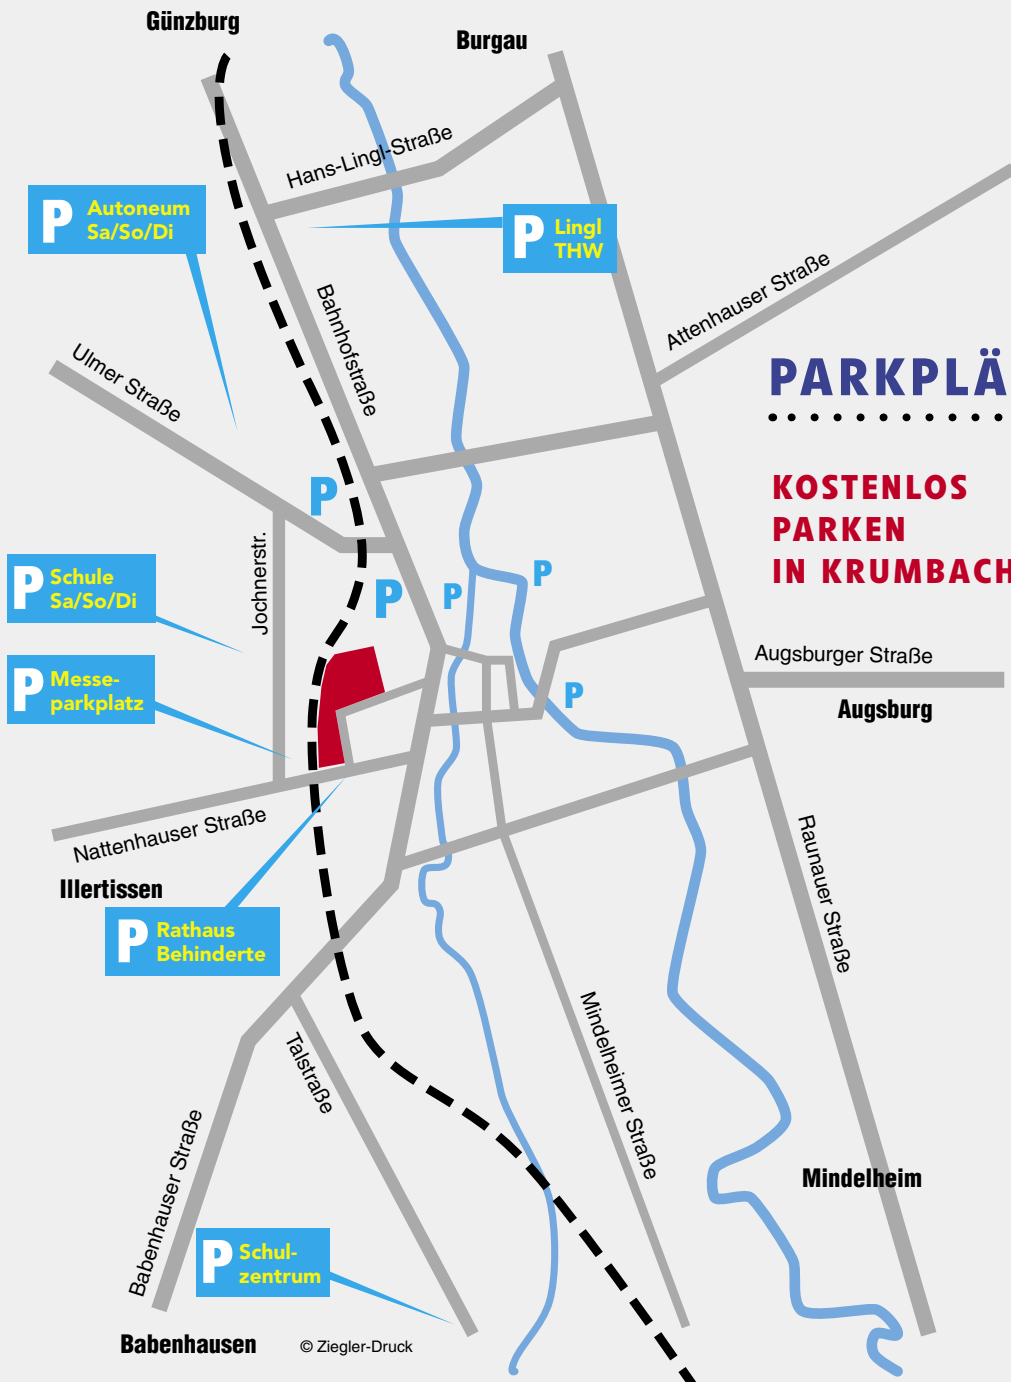 Günzburg
Burgau
Hans-Lingl-Straße
P Autoneum
Sa/So/Di
P Lingl
THW
Bahnhofstraße
Attenhauser Straße
Ulmer Straße
PARKPLÄ
KOSTENLOS
PARKEN
IN KRUMBACH
P
Jochnerstr.
P Schule
Sa/So/Di
P
P
P
Augsburger Straße
Augsburg
P Messe-
parkplatz
P
Nattenhauser Straße
Illertissen
Raunauer Straße
P Rathaus
Behinderte
Mindelheimer Straße
Talstraße
Babenhauser Straße
Mindelheim
P Schul-
zentrum
Babenhausen
© Ziegler-Druck